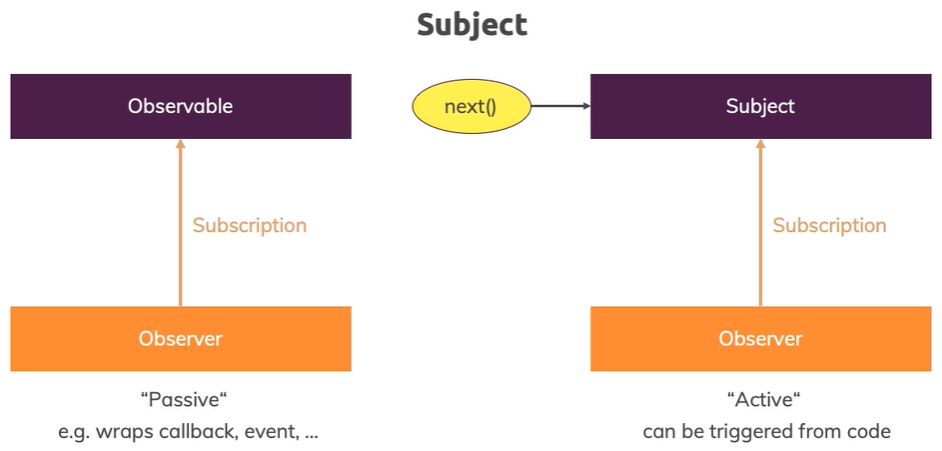 Subject
Observable
next()
Subject
Subscription
Subscription
Observer
Observer
“Passive“
“Active“
e.g. wraps callback, event, ...
can be triggered from code